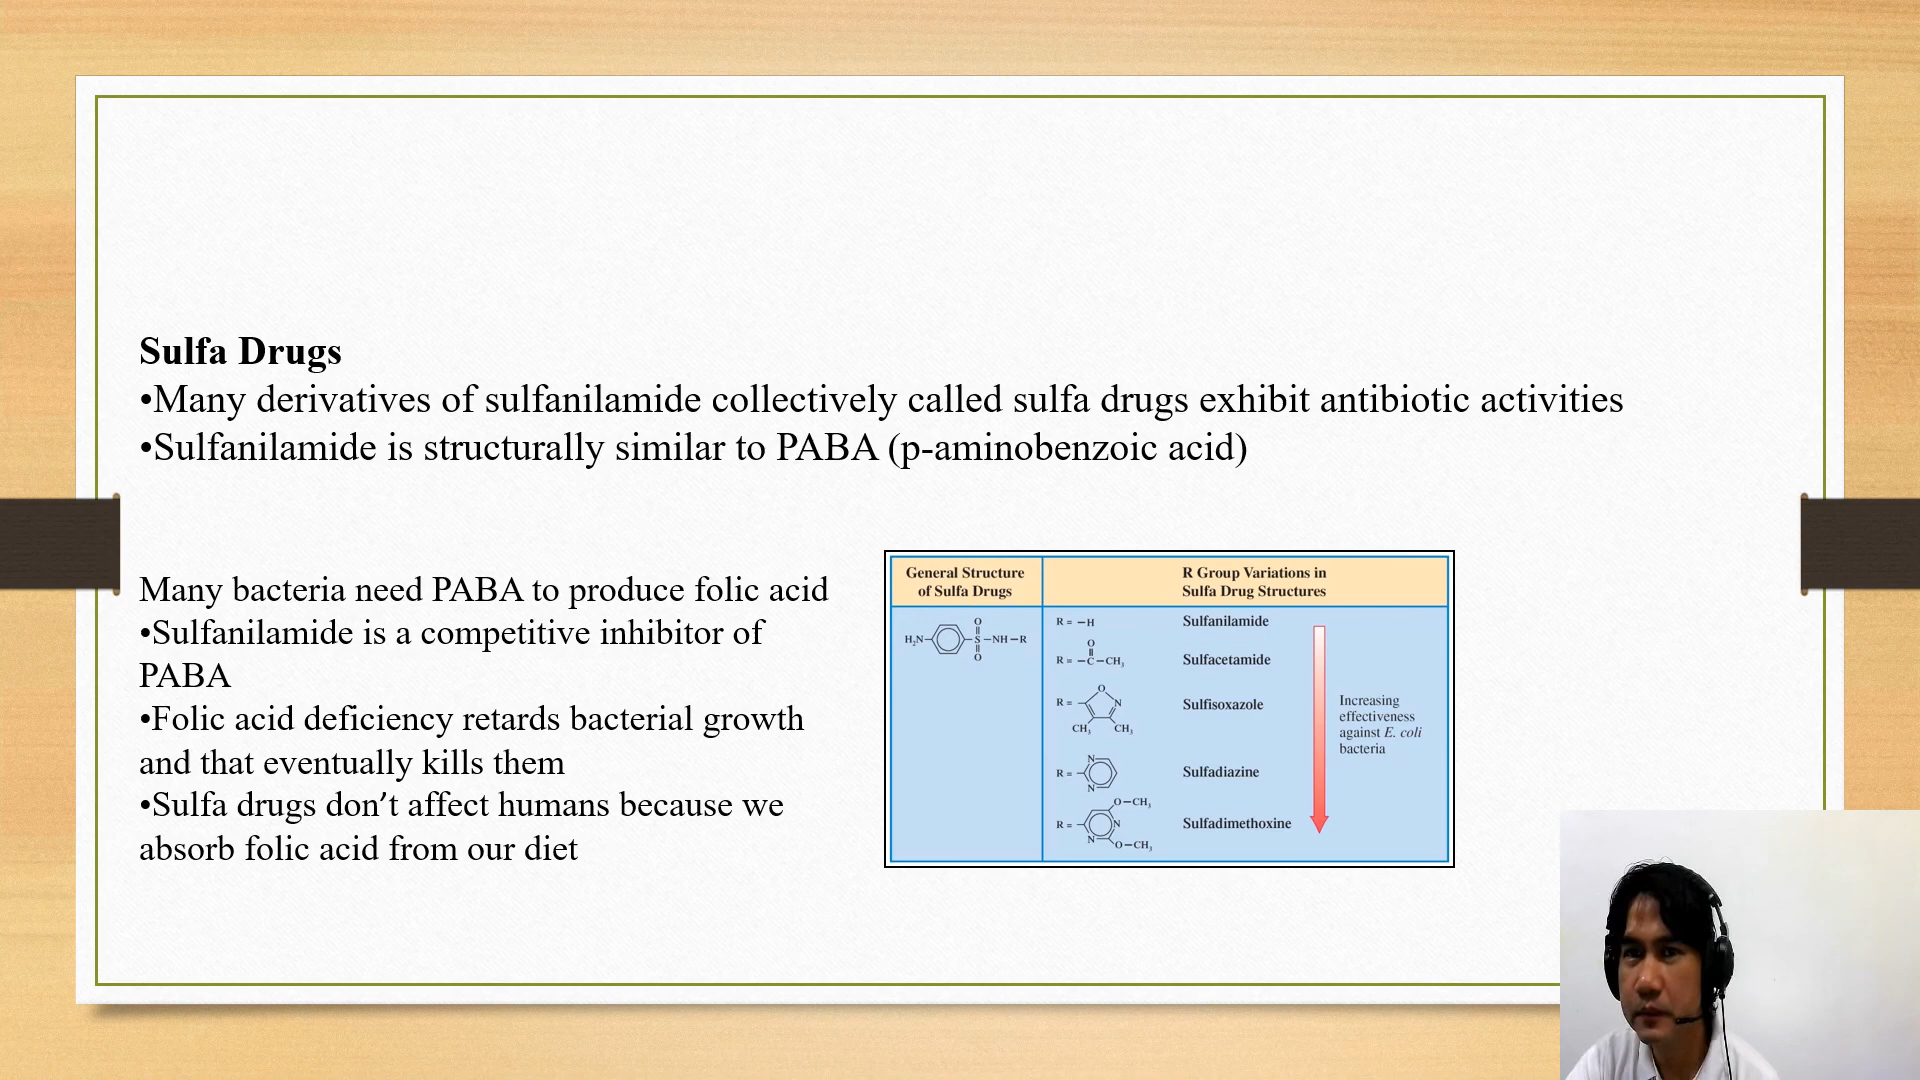 Sulfa Drugs
•Many derivatives of sulfanilamide collectively called sulfa drugs exhibit antibiotic activities
•Sulfanilamide is structurally similar to PABA (p-aminobenzoic acid)
Many bacteria need PABA to produce folic acid
•Sulfanilamide is a competitive inhibitor of
PABA
•Folic acid deficiency retards bacterial growth
and that eventually kills them
•Sulfa drugs don’t affect humans because we
absorb folic acid from our diet
General Structure
of Sulfa Drugs
H₂N
O
S
O
NH—R
R Group Variations in
Sulfa Drug Structures
R = —H
Sulfanilamide
O
R = —C—CH₃
Sulfacetamide
R =
O
N
CH₃
CH₃
Sulfisoxazole
R =
N
N
Sulfadiazine
R =
O—CH₃
N
N
O—CH₃
Sulfadimethoxine
Increasing
effectiveness
against E. coli
bacteria